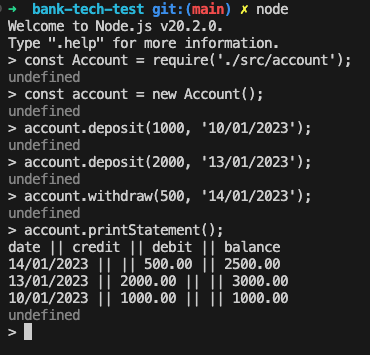 ➜ bank-tech-test git:(main) ✗ node
Welcome to Node.js v20.2.0.
Type ".help" for more information.
> const Account = require('./src/account');
undefined
> const account = new Account();
undefined
> account.deposit(1000, '10/01/2023');
undefined
> account.deposit(2000, '13/01/2023');
undefined
> account.withdraw(500, '14/01/2023');
undefined
> account.printStatement();
date || credit || debit || balance
14/01/2023 || || 500.00 || 2500.00
13/01/2023 || 2000.00 || || 3000.00
10/01/2023 || 1000.00 || || 1000.00
undefined
>